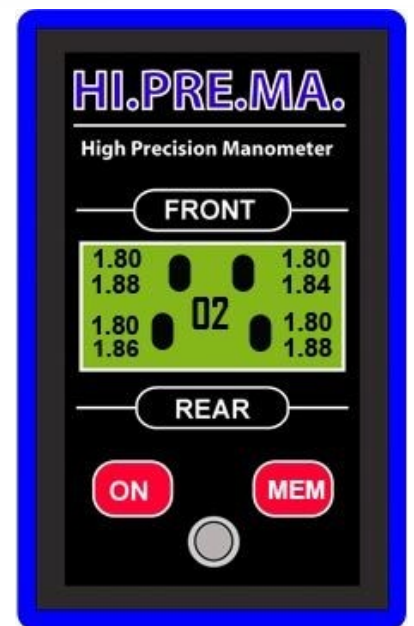 HI.PRE.MA.
High Precision Manometer
FRONT
1.80 1.80
1.88 1.84
02
1.80 1.80
1.86 1.88
REAR
ON MEM